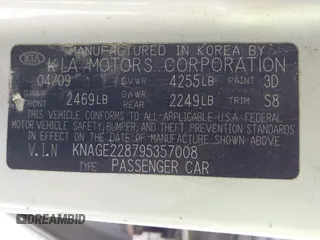 KIA
MANUFACTURED IN KOREA BY
KIA MOTORS CORPORATION
04/09 GVWR 4255LB PAINT 3D
GAWR FRONT 2469LB GAWR REAR 2249LB TRIM S8
THIS VEHICLE CONFORMS TO ALL APPLICABLE FEDERAL
MOTOR VEHICLE SAFETY, BUMPER, AND THEFT PREVENTION
STANDARDS IN EFFECT ON THE DATE OF MANUFACTURE
SHOWN ABOVE.
V.I.N KNAGE228795357008
TYPE PASSENGER CAR
DREAMBID